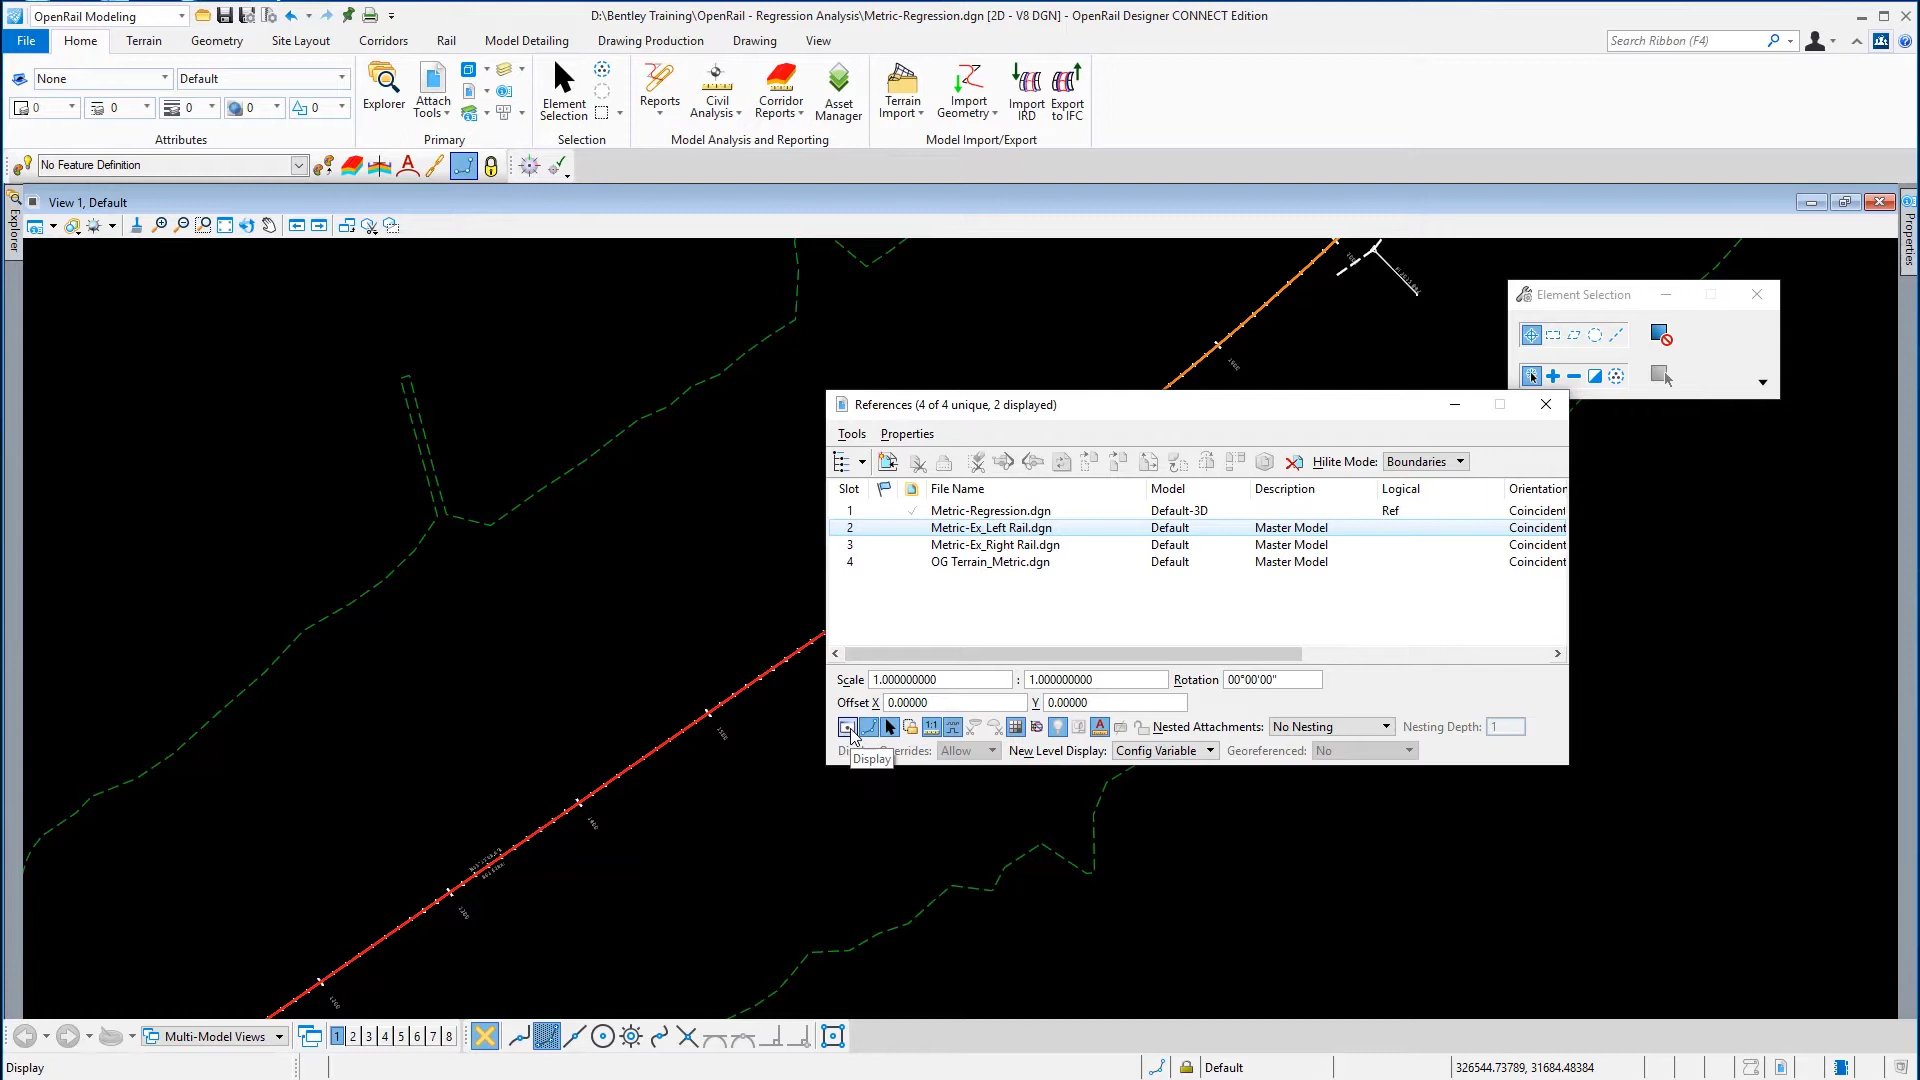 OpenRail Modeling
D:\Bentley Training\OpenRail - Regression Analysis\Metric-Regression.dgn [2D - V8 DGN] - OpenRail Designer CONNECT Edition
File Home Terrain Geometry Site Layout Corridors Rail Model Detailing Drawing Production Drawing View
Search Ribbon (F4)
None Default
0 0 0 0 0
Attributes
Explorer Attach Tools
Primary
Element Selection
Selection
Reports Civil Analysis Corridor Reports Asset Manager
Model Analysis and Reporting
Terrain Import Import Geometry Import IRD Export to IFC
Model Import/Export
No Feature Definition
Explorer
View 1, Default
Properties
Element Selection
References (4 of 4 unique, 2 displayed)
Tools Properties
Hilite Mode: Boundaries
Slot File Name Model Description Logical Orientation
1 Metric-Regression.dgn Default-3D Ref Coincident
2 Metric-Ex_Left Rail.dgn Default Master Model Coincident
3 Metric-Ex_Right Rail.dgn Default Master Model Coincident
4 OG Terrain_Metric.dgn Default Master Model Coincident
Scale 1.000000000 : 1.000000000 Rotation 00°00'00"
Offset X 0.00000 Y 0.00000
1:1 Nested Attachments: No Nesting Nesting Depth: 1
Overrides: Allow New Level Display: Config Variable Georeferenced: No
Display
Multi-Model Views 1 2 3 4 5 6 7 8
Display Default 326544.73789, 31684.48384